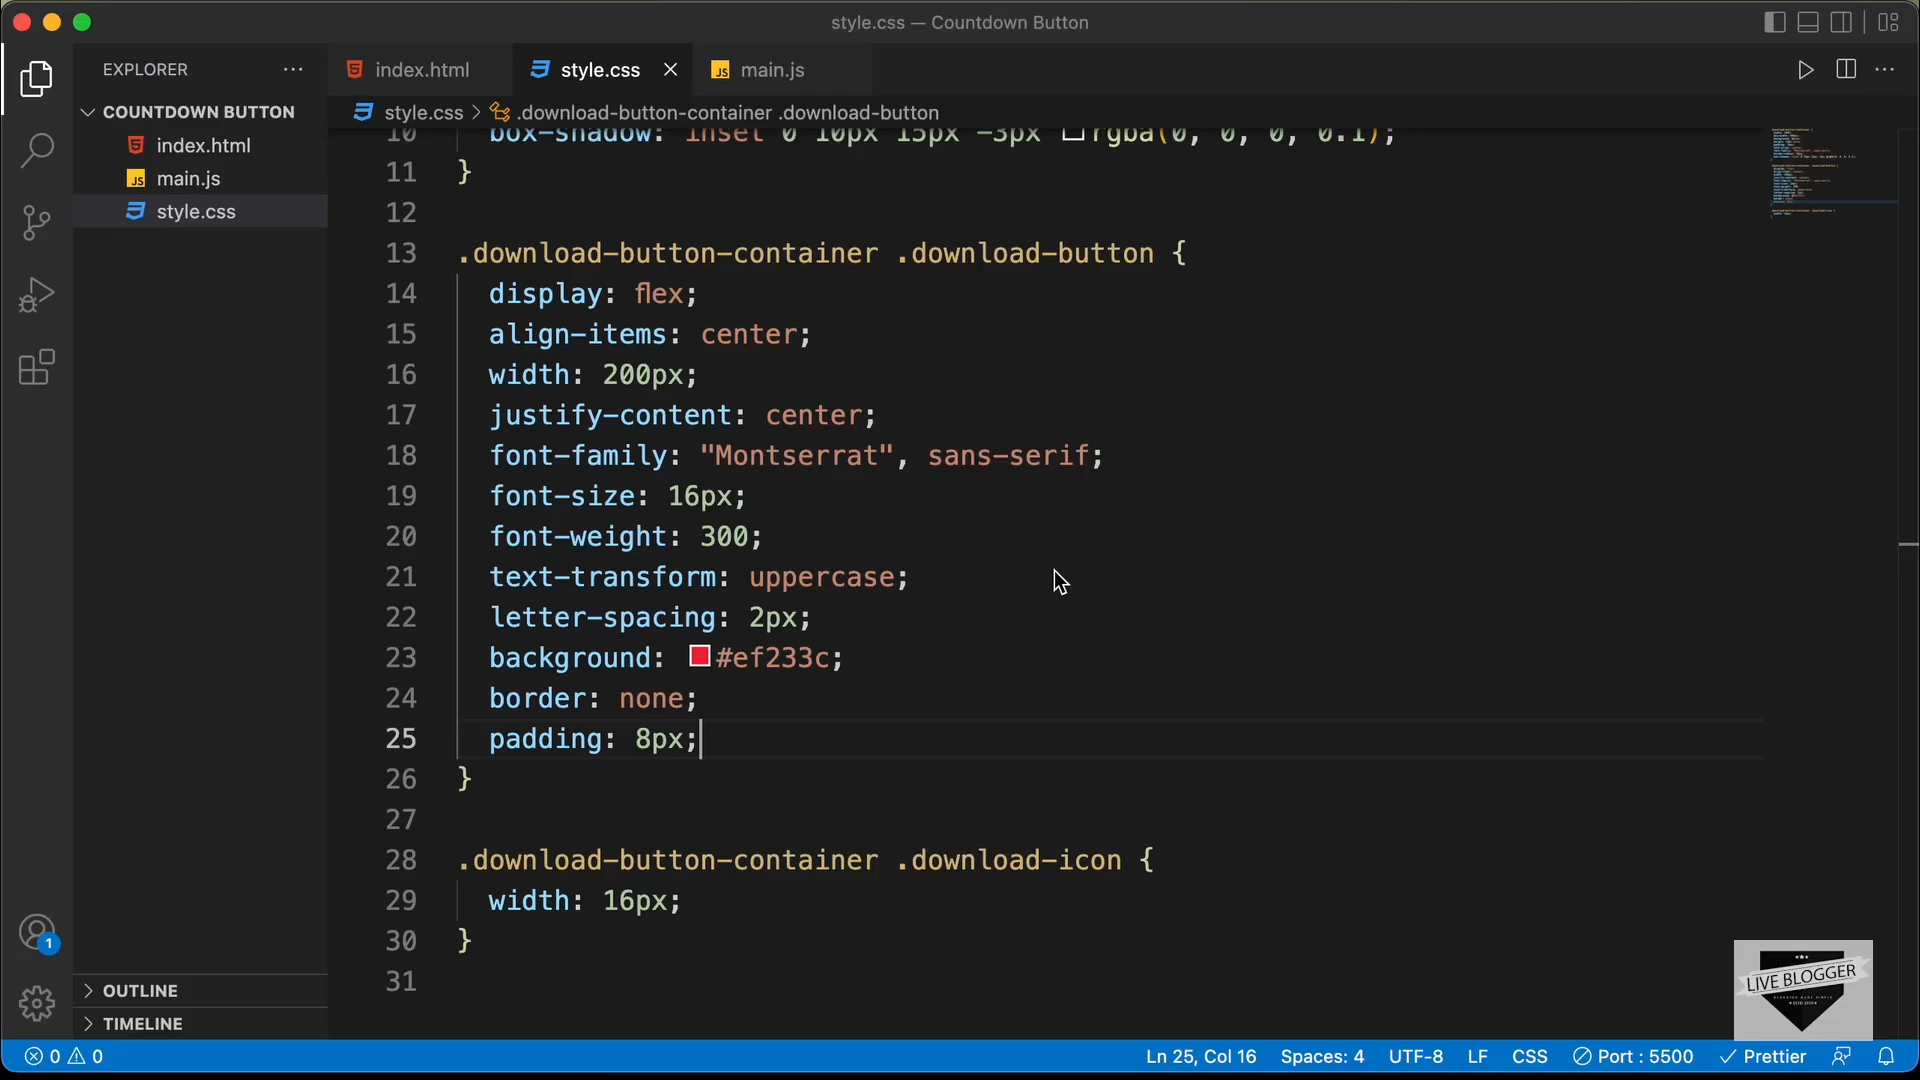 style.css — Countdown Button
EXPLORER
index.html
style.css
main.js
COUNTDOWN BUTTON
index.html
main.js
style.css
style.css > .download-button-container .download-button
10 box-shadow: inset 0 10px 15px -3px rgba(0, 0, 0, 0.1);
11 }
12
13 .download-button-container .download-button {
14 display: flex;
15 align-items: center;
16 width: 200px;
17 justify-content: center;
18 font-family: "Montserrat", sans-serif;
19 font-size: 16px;
20 font-weight: 300;
21 text-transform: uppercase;
22 letter-spacing: 2px;
23 background: #ef233c;
24 border: none;
25 padding: 8px;
26 }
27
28 .download-button-container .download-icon {
29 width: 16px;
30 }
31
1
OUTLINE
TIMELINE
LIVE BLOGGER
0 0
Ln 25, Col 16
Spaces: 4
UTF-8
LF
CSS
Port : 5500
Prettier